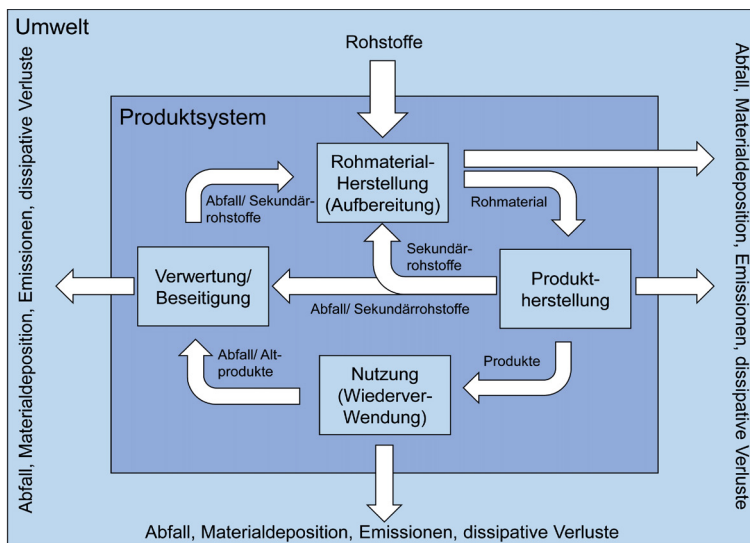 Umwelt
Rohstoffe
Abfall, Materialdeposition, Emissionen, dissipative Verluste
Abfall, Materialdeposition, Emissionen, dissipative Verluste
Produktsystem
Rohmaterial-
Herstellung
(Aufbereitung)
Abfall/ Sekundär-
rohstoffe
Rohmaterial
Sekundär-
rohstoffe
Verwertung/
Beseitigung
Produkt-
herstellung
Abfall/ Sekundärrohstoffe
Abfall/ Alt-
produkte
Nutzung
(Wiederver-
Wendung)
Produkte
Abfall, Materialdeposition, Emissionen, dissipative Verluste